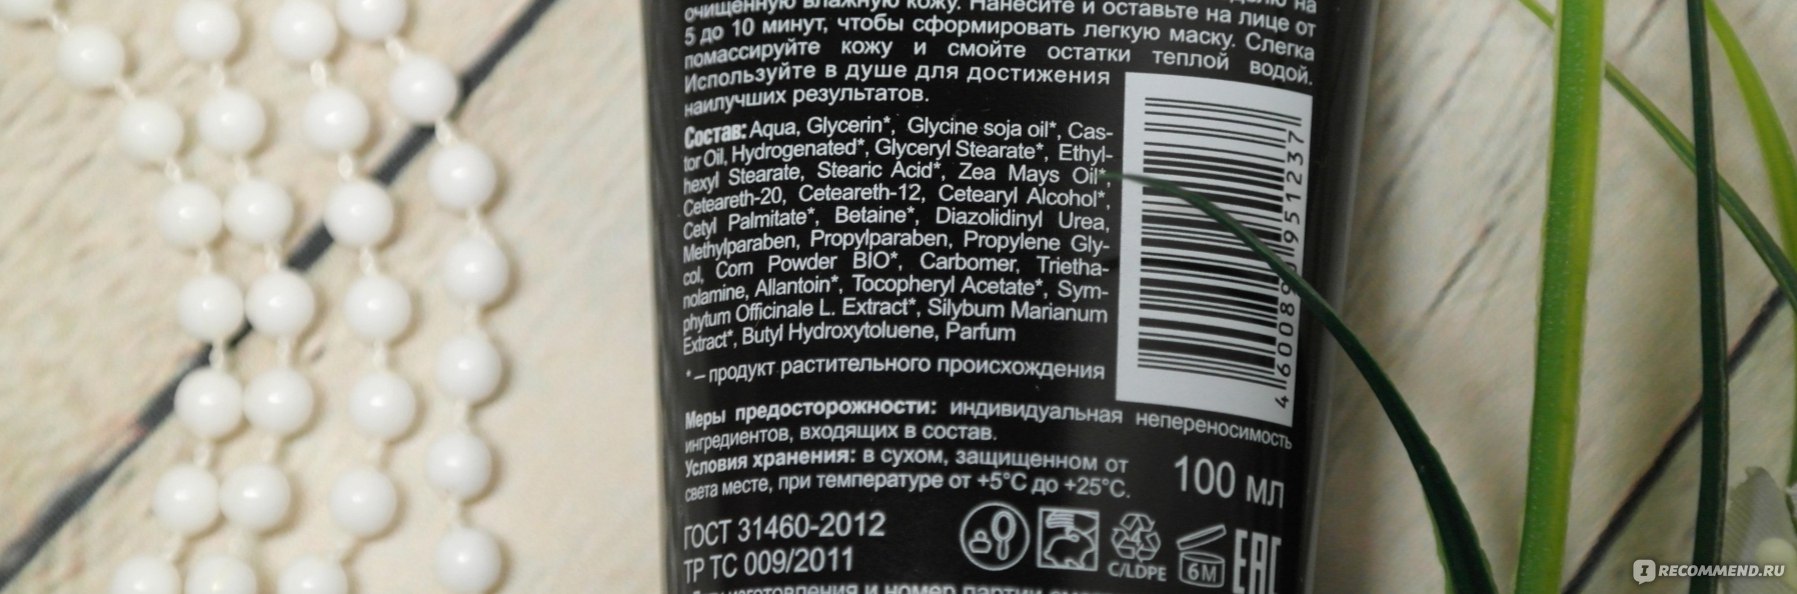 очищенную влажную кожу. Нанесите и оставьте на лице от
5 до 10 минут, чтобы сформировать легкую маску. Слегка
помассируйте кожу и смойте остатки теплой водой.
Используйте в душе для достижения
наилучших результатов.
Состав: Aqua, Glycerin*, Glycine soja oil*, Cas-
tor Oil, Hydrogenated*, Glyceryl Stearate*, Ethyl-
hexyl Stearate, Stearic Acid*, Zea Mays Oil*,
Ceteareth-20, Ceteareth-12, Cetearyl Alcohol*,
Cetyl Palmitate*, Betaine*, Diazolidinyl Urea,
Methylparaben, Propylparaben, Propylene Gly-
col, Corn Powder BIO*, Carbomer, Trietha-
nolamine, Allantoin*, Tocopheryl Acetate*, Sym-
phytum Officinale L. Extract*, Silybum Marianum
Extract*, Butyl Hydroxytoluene, Parfum
* – продукт растительного происхождения
Меры предосторожности: индивидуальная непереносимость
ингредиентов, входящих в состав.
Условия хранения: в сухом, защищенном от
света месте, при температуре от +5°C до +25°C.
100 мл
ГОСТ 31460-2012
ТР ТС 009/2011
4
C/LDPE
6M
EAC
и номер партии
IRECOMMEND.RU